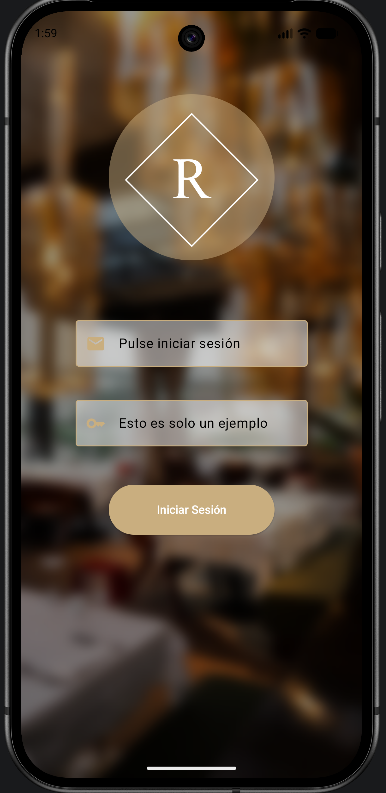 1:59
R
Pulse iniciar sesión
Esto es solo un ejemplo
Iniciar Sesión